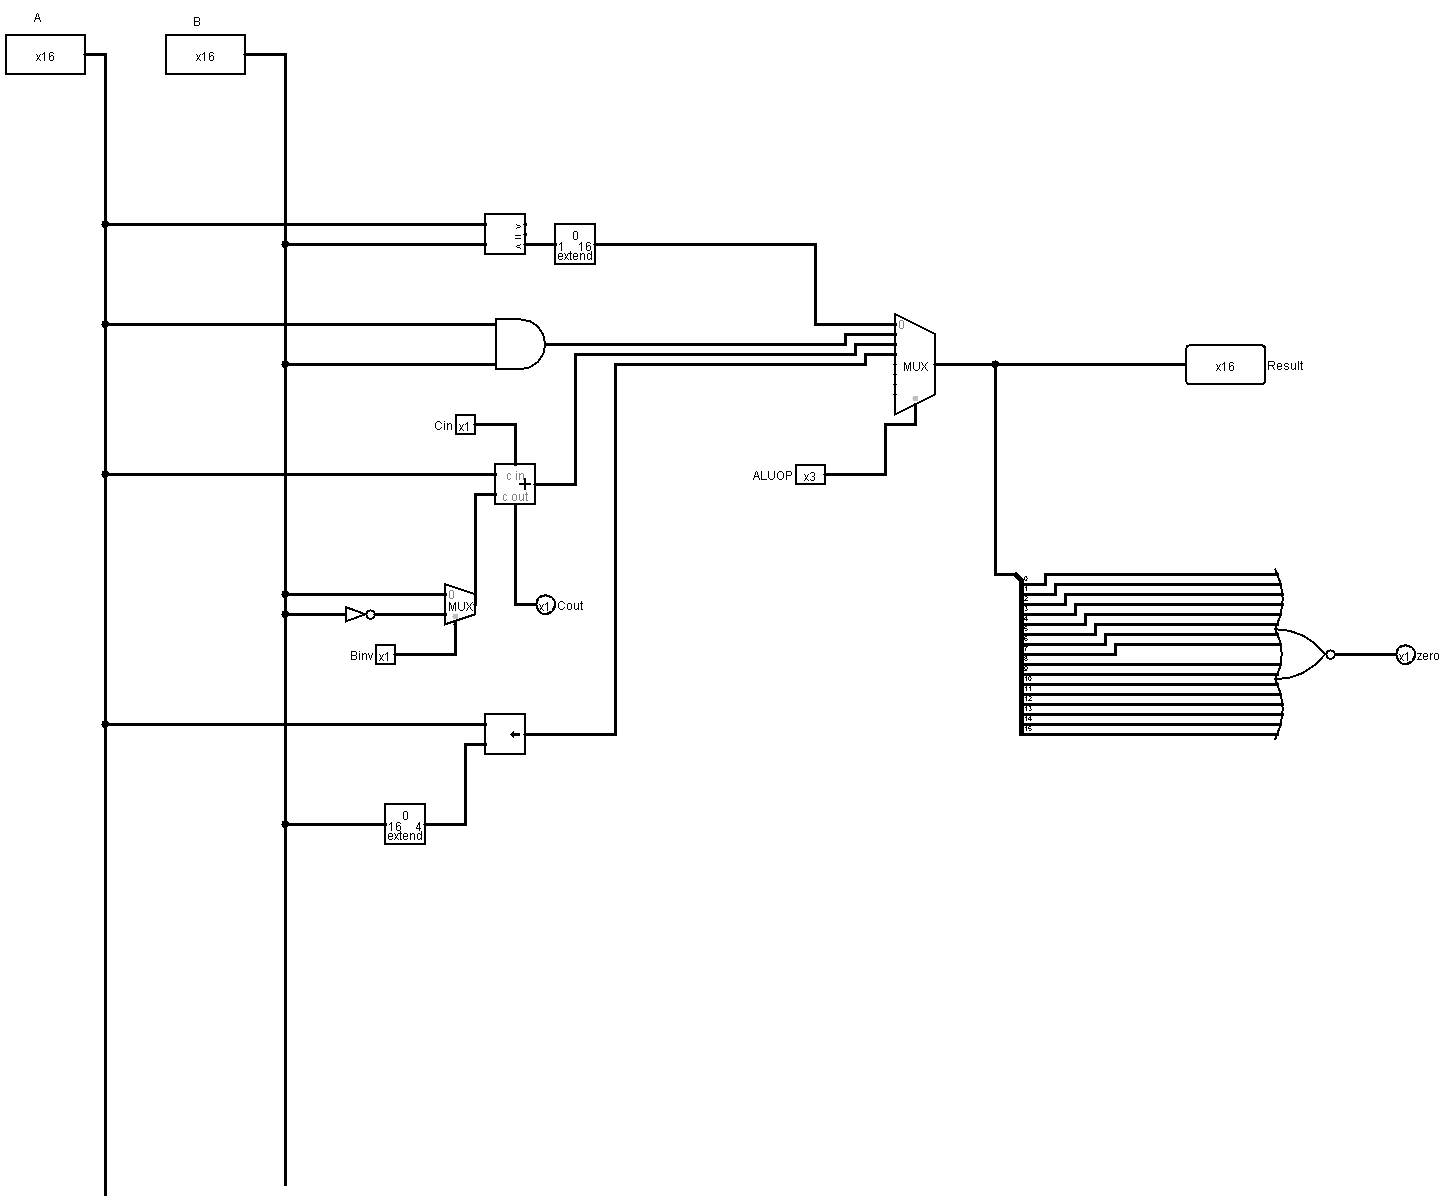 A
B
x16
x16
>
=
<
0
1 16
extend
0
MUX
x16
Result
Cin
x1
c in
+
c out
ALUOP
x3
0
MUX
x1
Cout
Binv
x1
0
1
2
3
4
5
6
7
8
9
10
11
12
13
14
15
x1
zero
0
16 4
extend